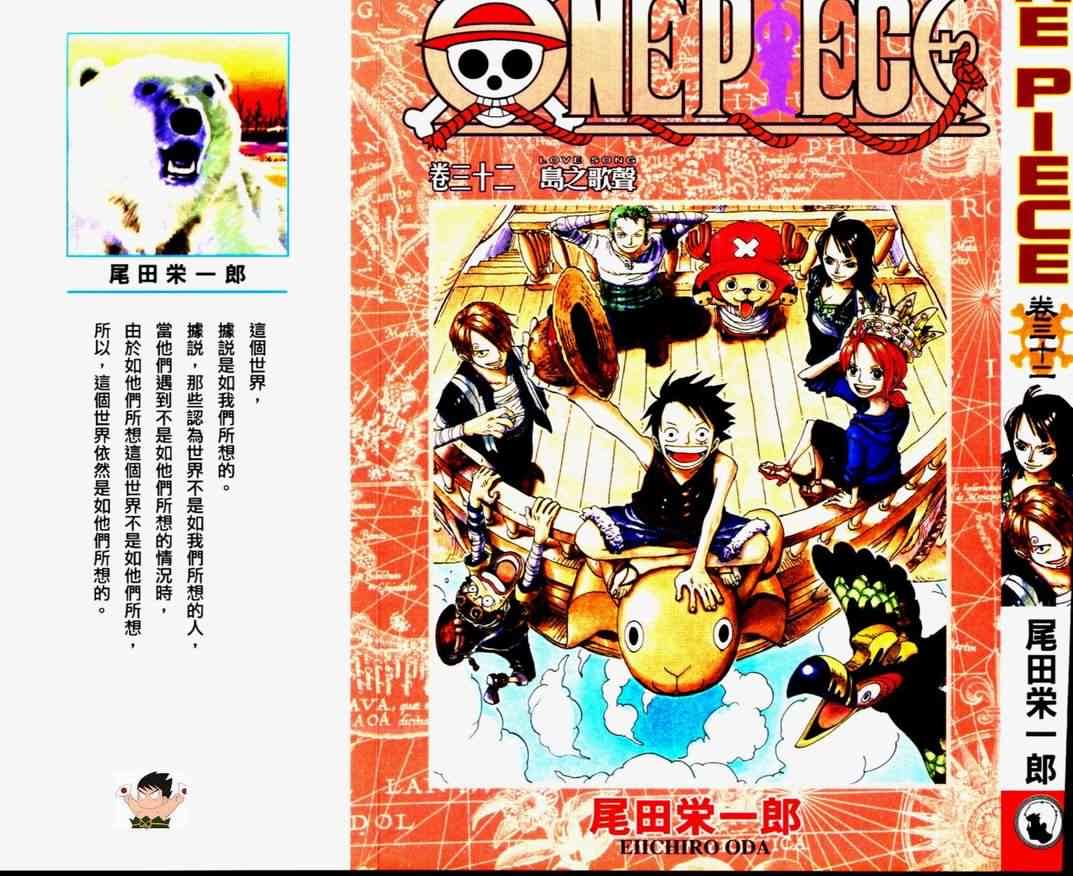 尾田栄一郎
這個世界，
據說是如我們所想的。
據說，那些認為世界不是如我們所想的人，
當他們遇到不是如他們所想的情況時，
由於如他們所想這個世界不是如他們所想，
所以，這個世界依然是如他們所想的。
ONE PIECE
卷三十二
LOVE SONG
島之歌聲
尾田栄一郎
EIICHIRO ODA
E PIECE
卷三十二
尾田栄一郎